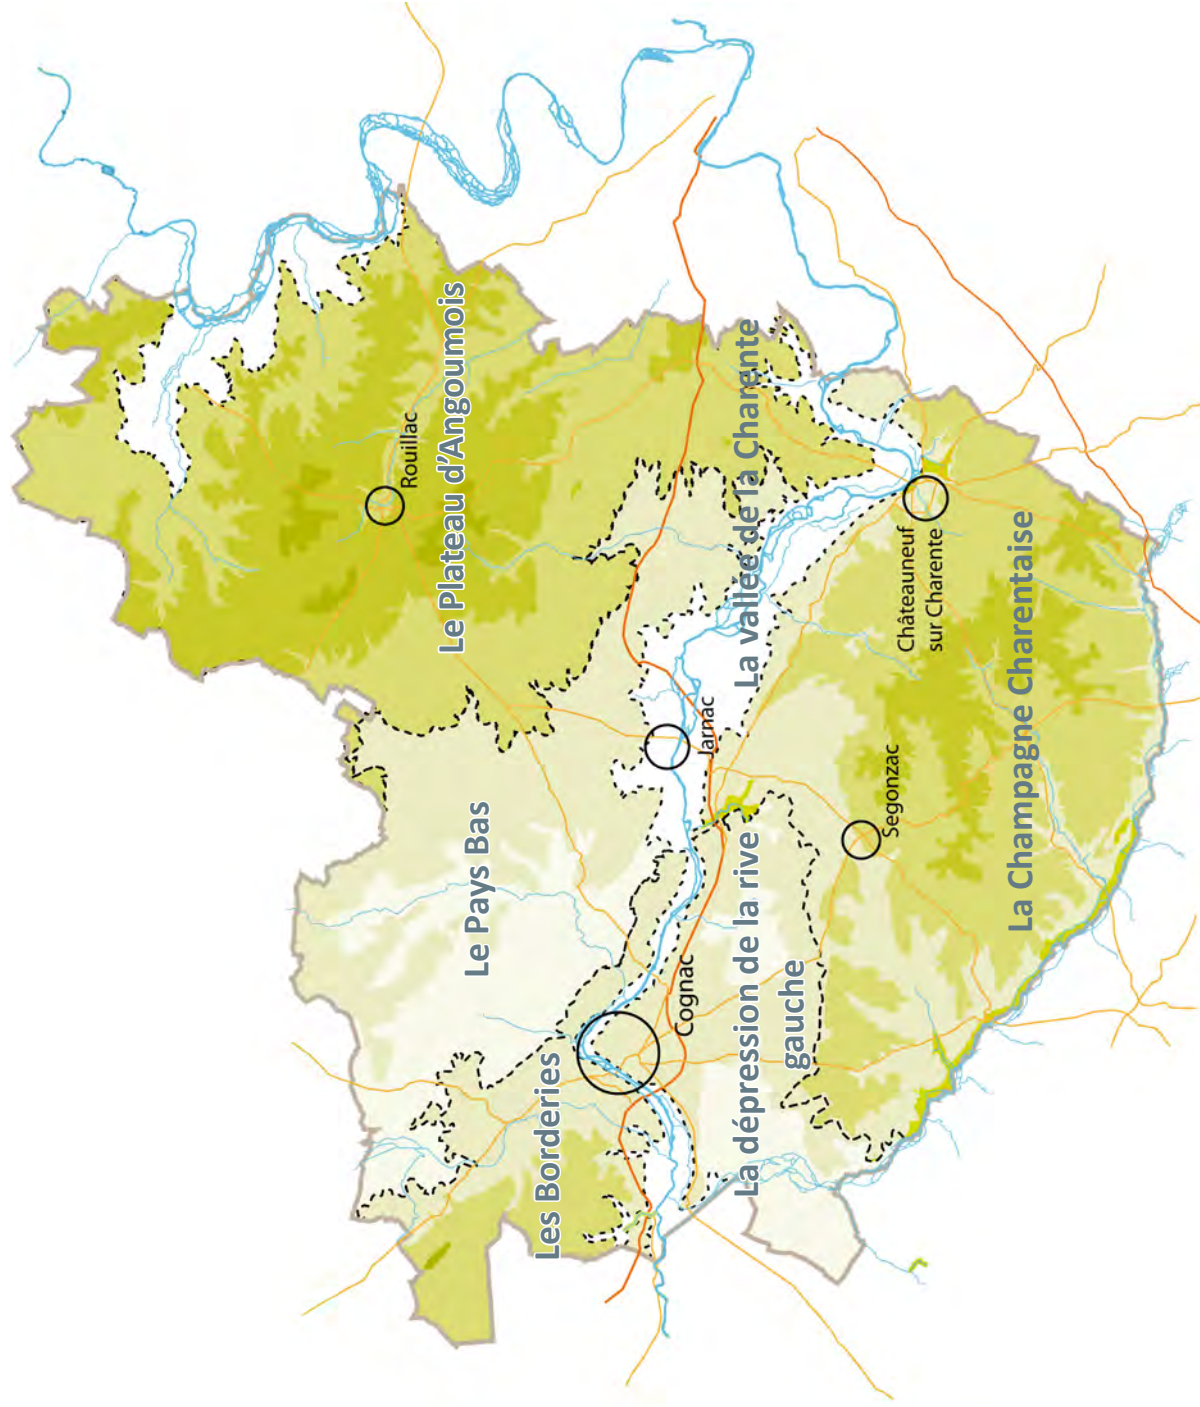 Rouillac
Le Plateau d'Angoumois
Le Pays Bas
Les Borderies
Cognac
Jarnac
La dépression de la rive
gauche
La vallée de la Charente
Segonzac
Châteauneuf
sur Charente
La Champagne Charentaise